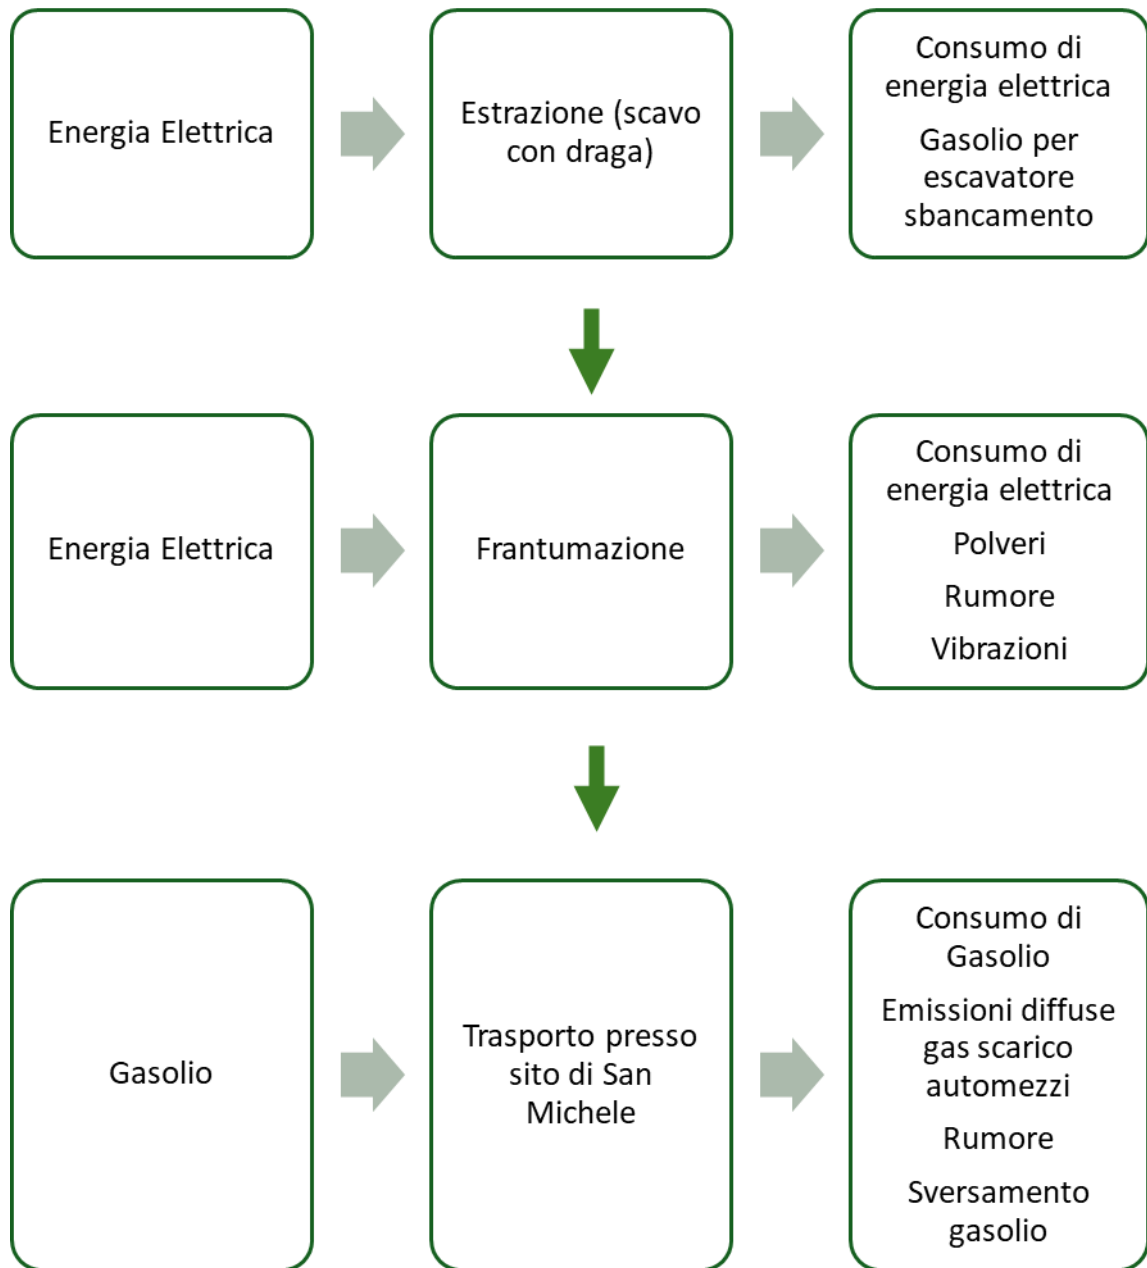 Energia Elettrica
Estrazione (scavo
con draga)
Consumo di
energia elettrica
Gasolio per
escavatore
sbancamento
Energia Elettrica
Frantumazione
Consumo di
energia elettrica
Polveri
Rumore
Vibrazioni
Gasolio
Trasporto presso
sito di San
Michele
Consumo di
Gasolio
Emissioni diffuse
gas scarico
automezzi
Rumore
Sversamento
gasolio